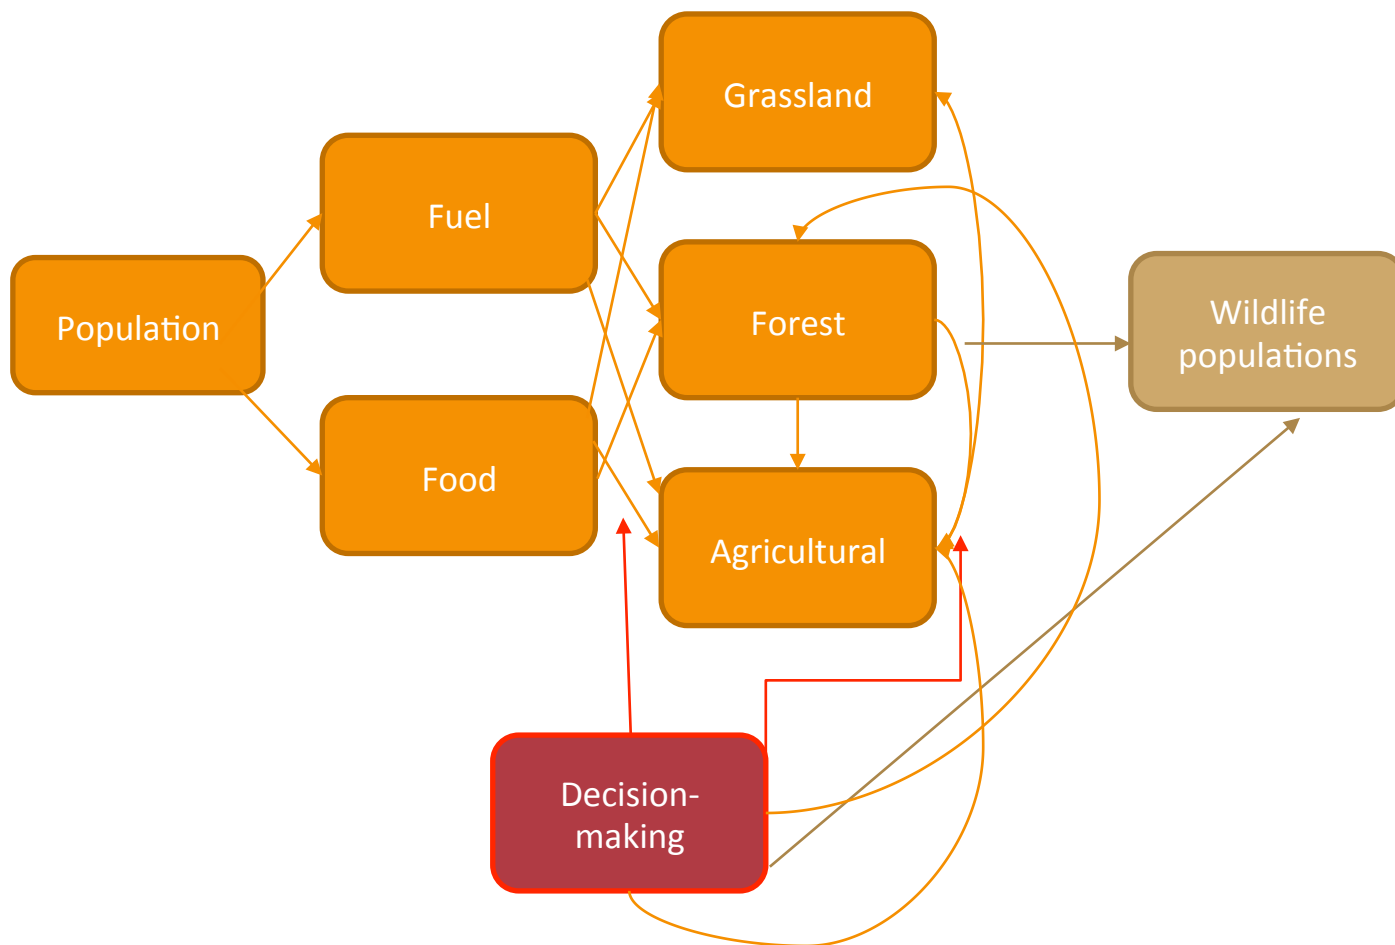 Grassland
Fuel
Population
Forest
Wildlife
populations
Food
Agricultural
Decision-
making